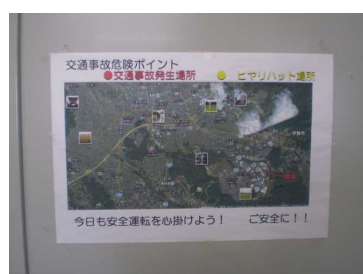 交通事故危険ポイント
●交通事故発生場所 ● ヒヤリハット場所
今日も安全運転を心掛けよう! ご安全に!!